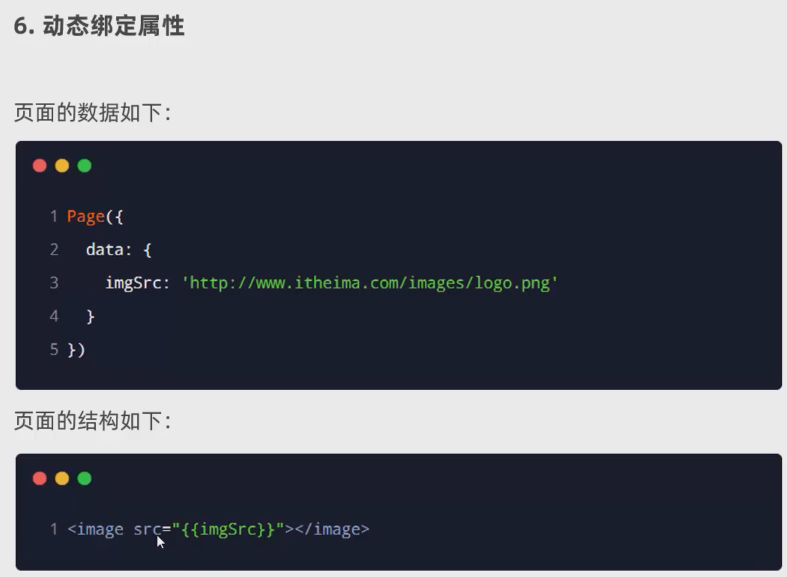 6. 动态绑定属性
页面的数据如下：
1 Page({
2 data: {
3 imgSrc: 'http://www.itheima.com/images/logo.png'
4 }
5 })
页面的结构如下：
1 <image src="{{imgSrc}}"></image>